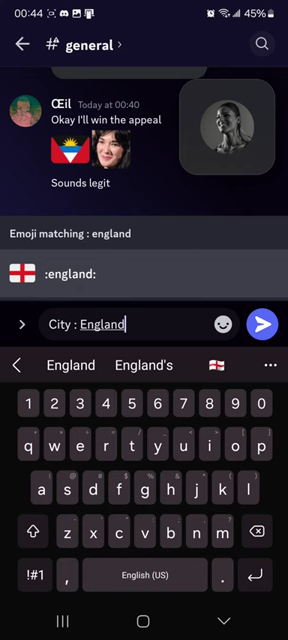 00:44
45%
# general ›
Œil Today at 00:40
Okay I'll win the appeal
Sounds legit
Emoji matching : england
:england:
City : England
England England's
1 2 3 4 5 6 7 8 9 0
q w e r t y u i o p
a s d f g h j k l
z x c v b n m
!#1 , English (US) .